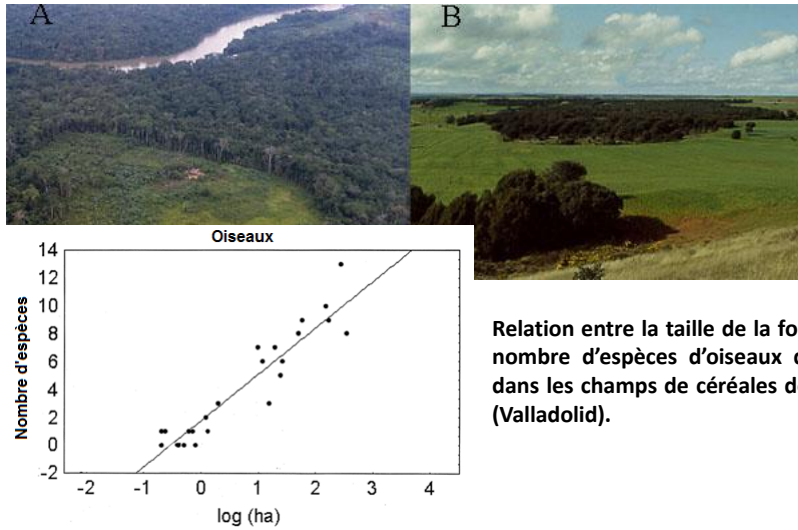 A
B
Oiseaux
14
12
10
8
6
4
2
0
-2
Nombre d'espèces
-2 -1 0 1 2 3 4
log (ha)
Relation entre la taille de la
nombre d'espèces d'oiseaux
dans les champs de céréales
(Valladolid).